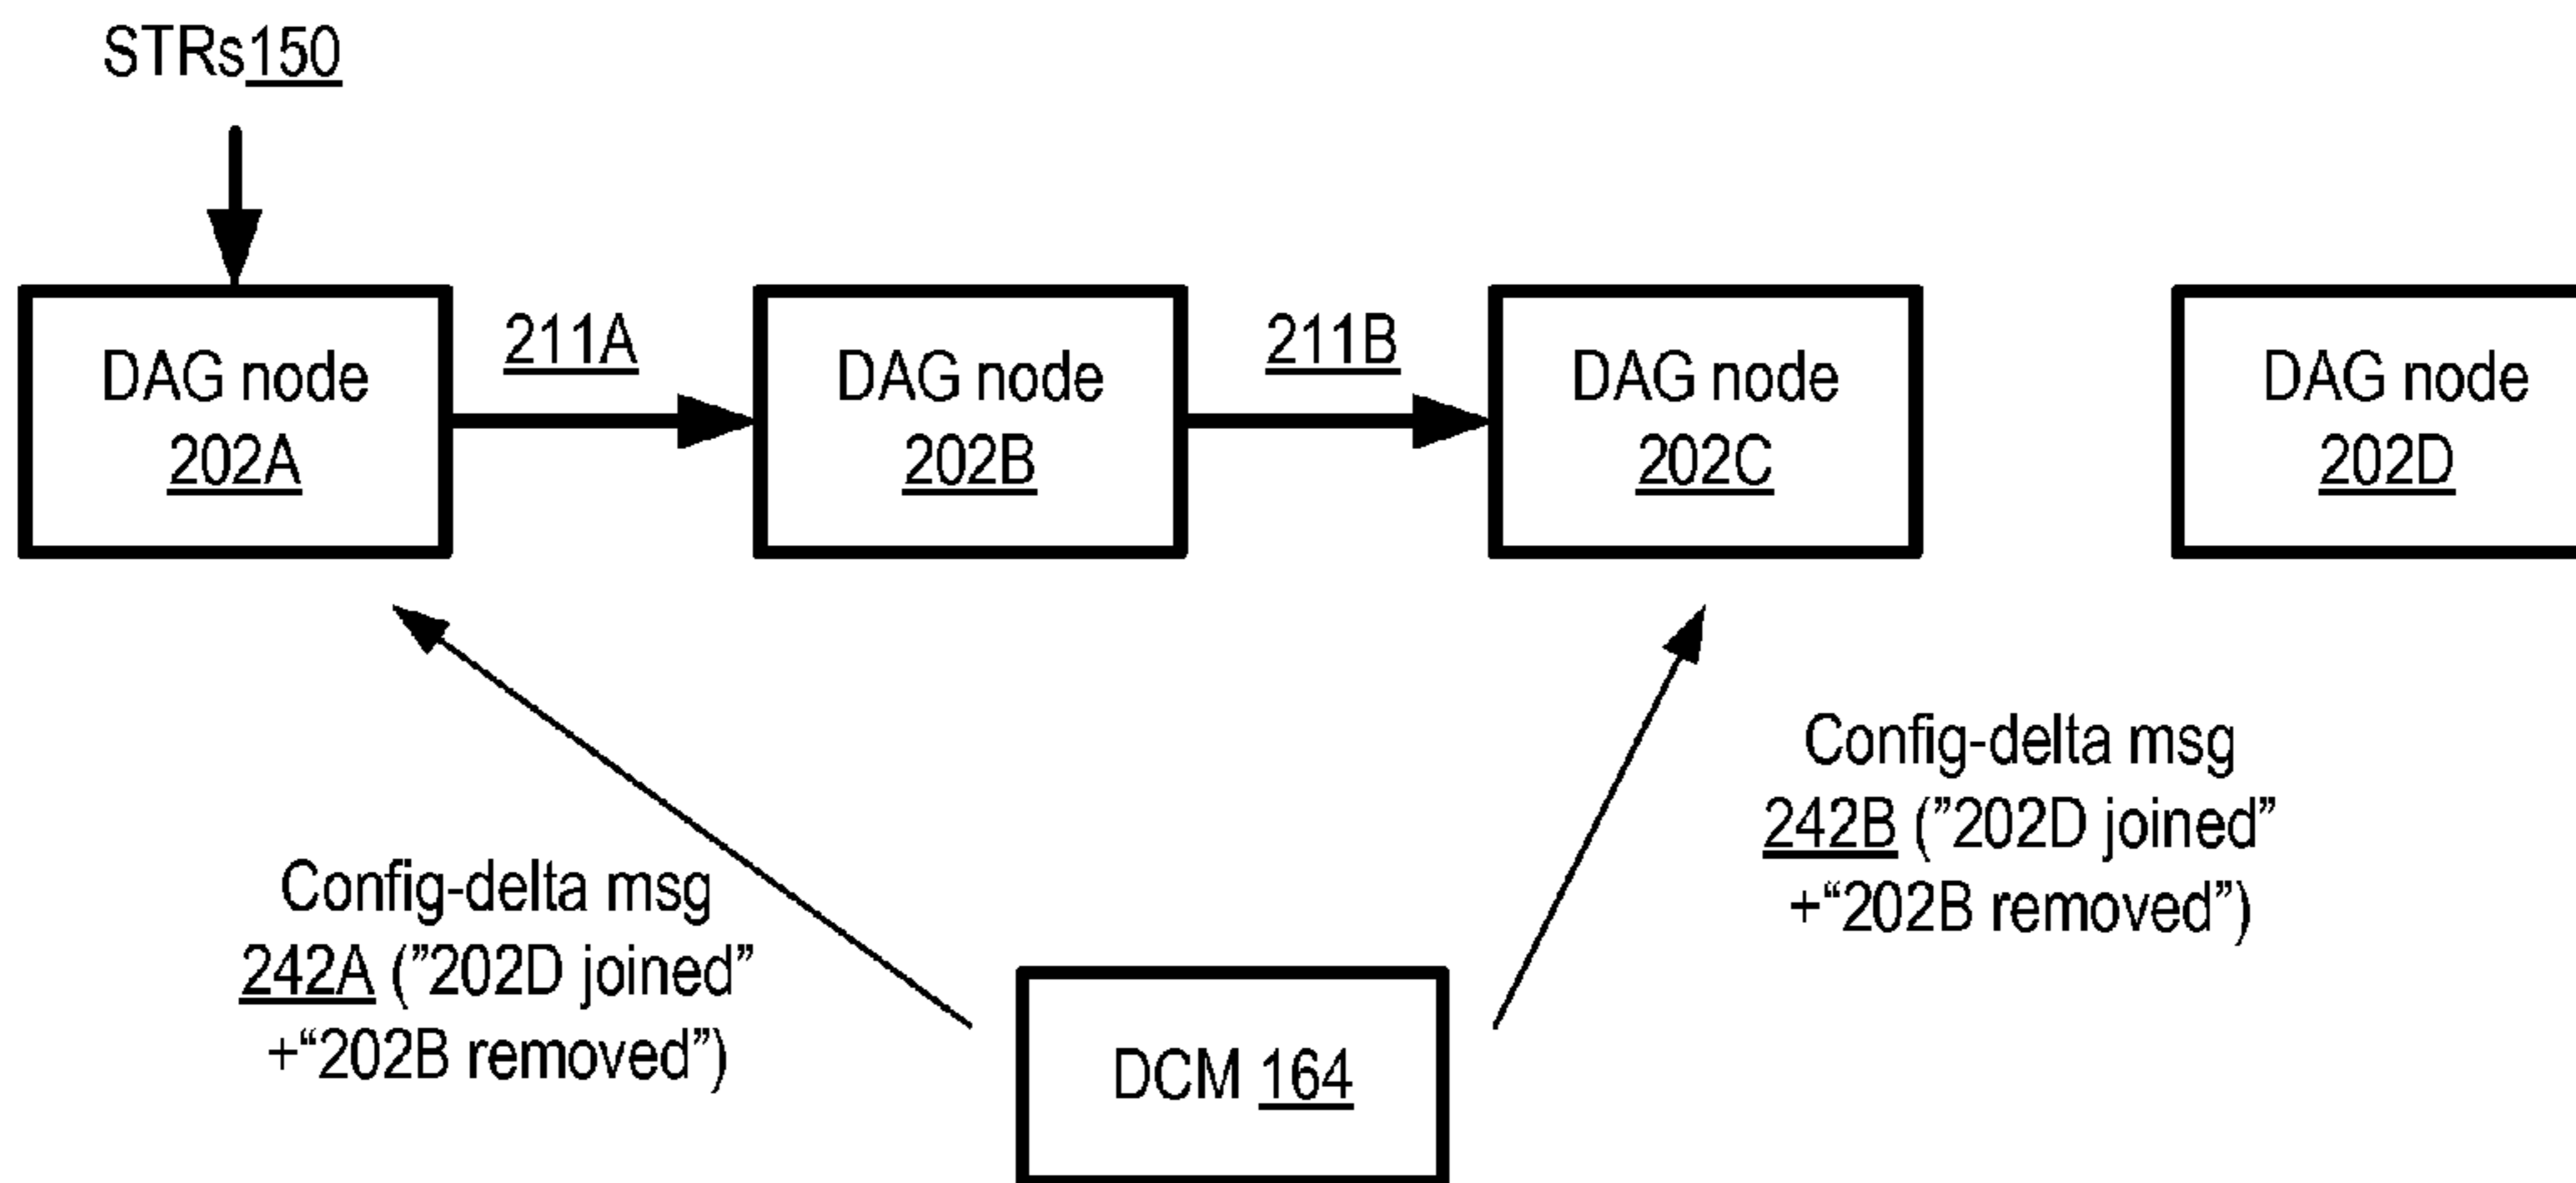 STRs150
211A
211B
DAG node
202A
DAG node
202B
DAG node
202C
DAG node
202D
Config-delta msg
242B (”202D joined”
+“202B removed”)
Config-delta msg
242A (”202D joined”
+“202B removed”)
DCM 164